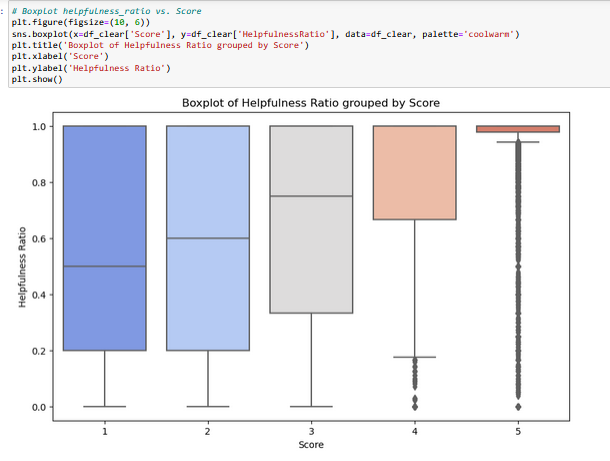 : # Boxplot helpfulness_ratio vs. Score
plt.figure(figsize=(10, 6))
sns.boxplot(x=df_clear['Score'], y=df_clear['HelpfulnessRatio'], data=df_clear, palette='coolwarm')
plt.title('Boxplot of Helpfulness Ratio grouped by Score')
plt.xlabel('Score')
plt.ylabel('Helpfulness Ratio')
plt.show()
Boxplot of Helpfulness Ratio grouped by Score
Helpfulness Ratio
1.0
0.8
0.6
0.4
0.2
0.0
1 2 3 4 5
Score